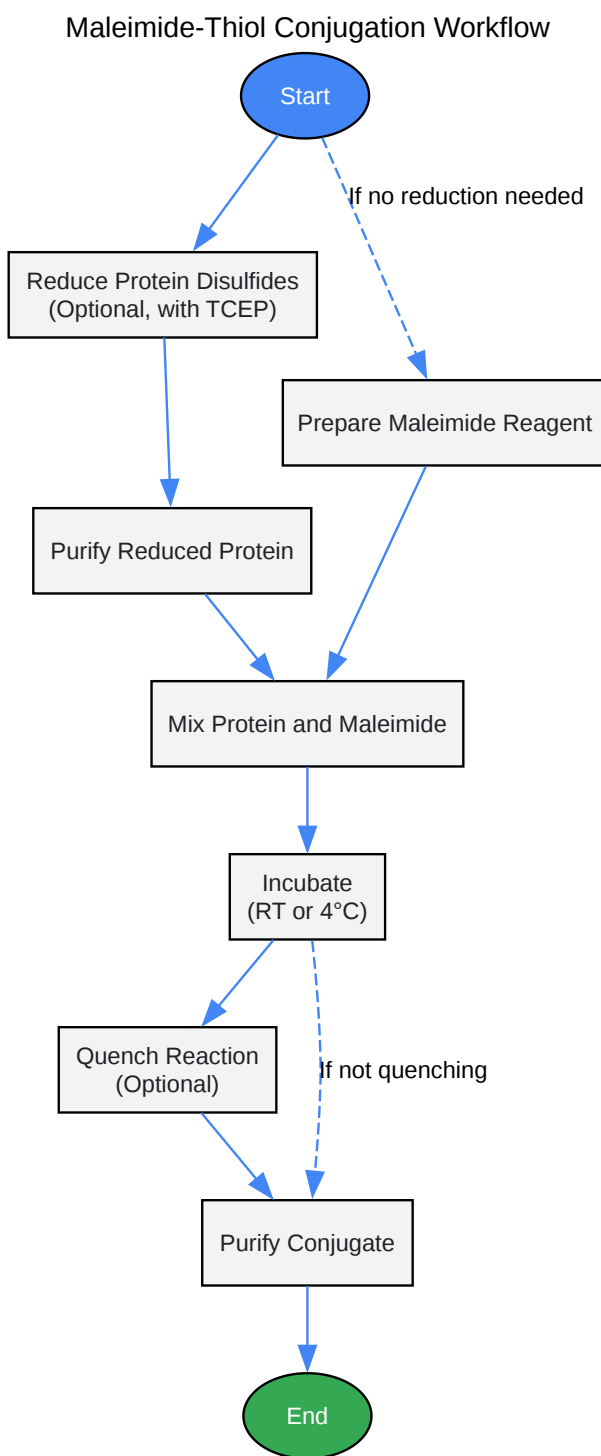 Maleimide-Thiol Conjugation Workflow
Start
If no reduction needed
Reduce Protein Disulfides
(Optional, with TCEP)
Prepare Maleimide Reagent
Purify Reduced Protein
Mix Protein and Maleimide
Incubate
(RT or 4°C)
Quench Reaction
(Optional)
If not quenching
Purify Conjugate
End